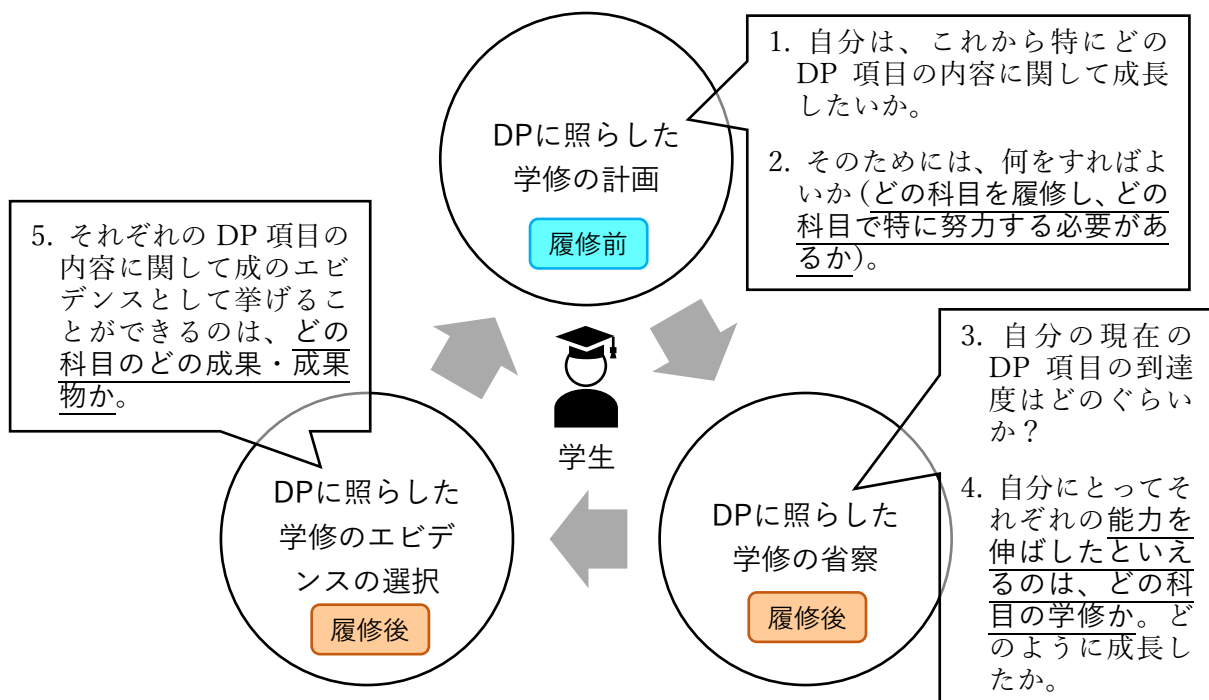 1. 自分は、これから特にどの
DP 項目の内容に関して成長
したいか。
2. そのためには、何をすればよ
いか(どの科目を履修し、どの
科目で特に努力する必要があ
るか)。
DPに照らした
学修の計画
履修前
5. それぞれの DP 項目の
内容に関して成のエビ
デンスとして挙げるこ
とができるのは、どの
科目のどの成果・成果
物か。
3. 自分の現在の
DP 項目の到達
度はどのぐらい
か？
4. 自分にとってそ
れぞれの能力を
伸ばしたといえ
るのは、どの科
目の学修か。ど
のように成長し
たか。
学生
DPに照らした
学修のエビデ
ンスの選択
履修後
DPに照らした
学修の省察
履修後